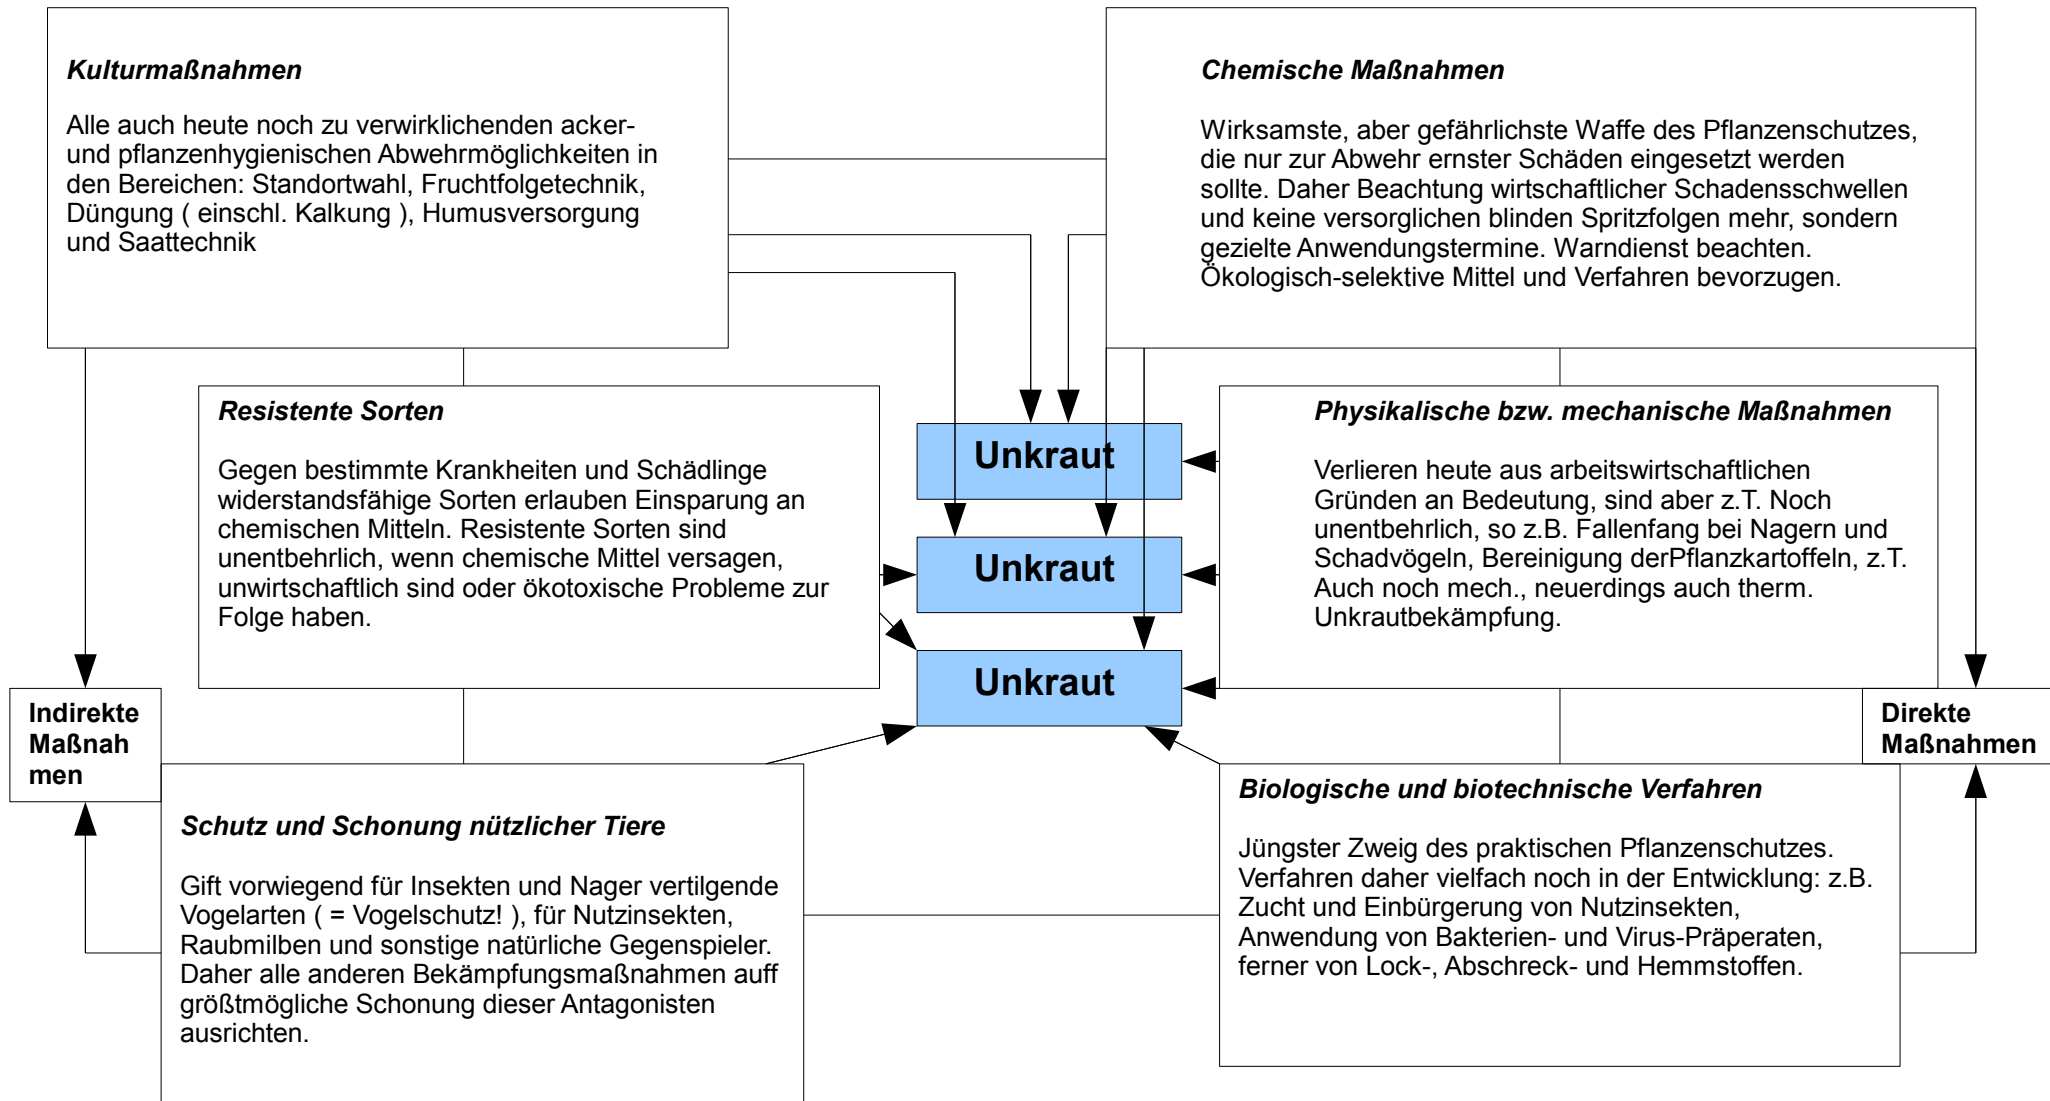 Kulturmaßnahmen
Alle auch heute noch zu verwirklichenden acker-
und pflanzenhygienischen Abwehrmöglichkeiten in
den Bereichen: Standortwahl, Fruchtfolgetechnik,
Düngung ( einschl. Kalkung ), Humusversorgung
und Saattechnik
Chemische Maßnahmen
Wirksamste, aber gefährlichste Waffe des Pflanzenschutzes,
die nur zur Abwehr ernster Schäden eingesetzt werden
sollte. Daher Beachtung wirtschaftlicher Schadensschwellen
und keine versorglichen blinden Spritzfolgen mehr, sondern
gezielte Anwendungstermine. Warndienst beachten.
Ökologisch-selektive Mittel und Verfahren bevorzugen.
Resistente Sorten
Gegen bestimmte Krankheiten und Schädlinge
widerstandsfähige Sorten erlauben Einsparung an
chemischen Mitteln. Resistente Sorten sind
unentbehrlich, wenn chemische Mittel versagen,
unwirtschaftlich sind oder ökotoxische Probleme zur
Folge haben.
Unkraut
Unkraut
Unkraut
Physikalische bzw. mechanische Maßnahmen
Verlieren heute aus arbeitswirtschaftlichen
Gründen an Bedeutung, sind aber z.T. Noch
unentbehrlich, so z.B. Fallenfang bei Nagern und
Schadvögeln, Bereinigung derPflanzkartoffeln, z.T.
Auch noch mech., neuerdings auch therm.
Unkrautbekämpfung.
Indirekte
Maßnah
men
Direkte
Maßnahmen
Schutz und Schonung nützlicher Tiere
Gift vorwiegend für Insekten und Nager vertilgende
Vogelarten ( = Vogelschutz! ), für Nutzinsekten,
Raubmilben und sonstige natürliche Gegenspieler.
Daher alle anderen Bekämpfungsmaßnahmen auff
größtmögliche Schonung dieser Antagonisten
ausrichten.
Biologische und biotechnische Verfahren
Jüngster Zweig des praktischen Pflanzenschutzes.
Verfahren daher vielfach noch in der Entwicklung: z.B.
Zucht und Einbürgerung von Nutzinsekten,
Anwendung von Bakterien- und Virus-Präperaten,
ferner von Lock-, Abschreck- und Hemmstoffen.